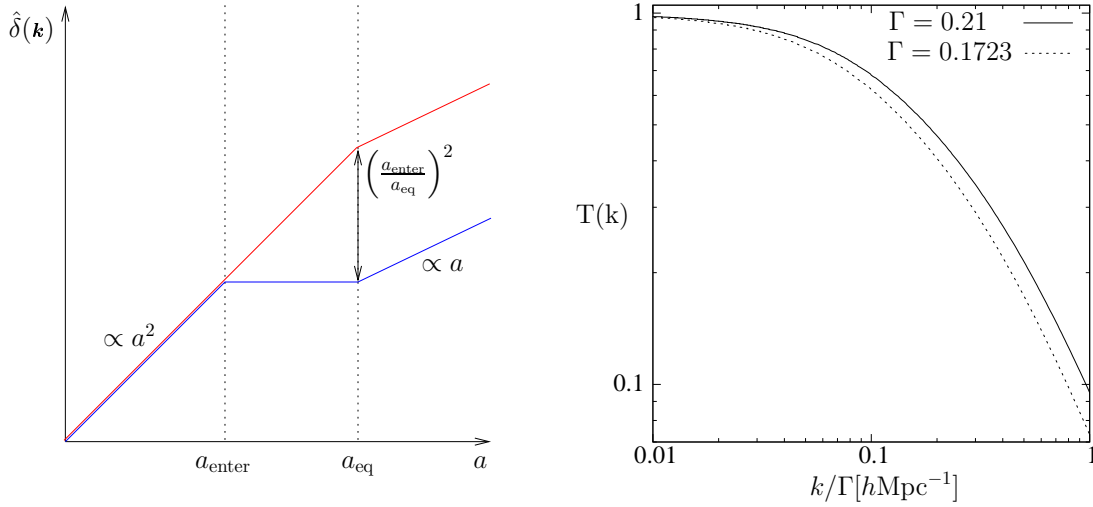 δ̂(k)
(a_enter/a_eq)^2
∝ a
∝ a^2
a_enter
a_eq
a
1
Γ = 0.21
Γ = 0.1723
T(k)
0.1
0.01
0.1
1
k/Γ[hMpc^−1]